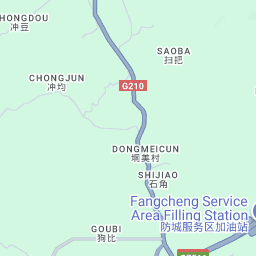 HONGDOU
冲豆
SAOBA
扫把
CHONGJUN
冲均
G210
DONGMEICUN
垌美村
SHIJIAO
石角
Fangcheng Service
Area Filling Station
防城服务区加油站
GOUBI
狗比